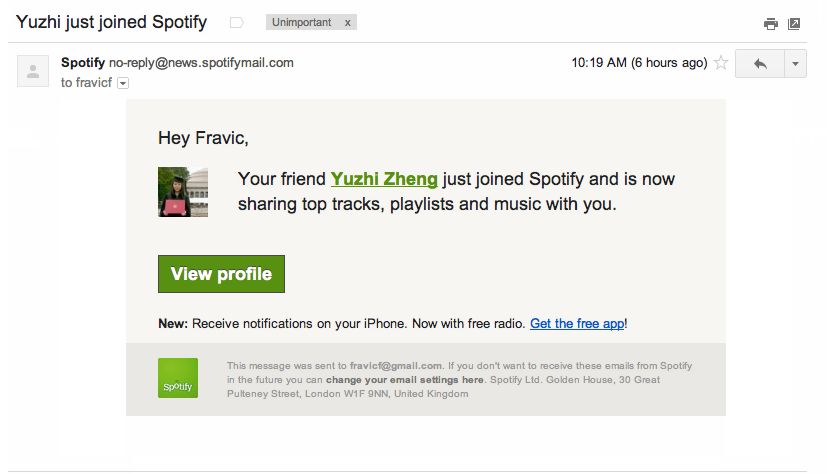 Yuzhi just joined Spotify Unimportant x
Spotify no-reply@news.spotifymail.com 10:19 AM (6 hours ago)
to fravicf
Hey Fravic,
Your friend Yuzhi Zheng just joined Spotify and is now
sharing top tracks, playlists and music with you.
View profile
New: Receive notifications on your iPhone. Now with free radio. Get the free app!
Spotify
This message was sent to fravicf@gmail.com. If you don't want to receive these emails from Spotify
in the future you can change your email settings here. Spotify Ltd. Golden House, 30 Great
Pulteney Street, London W1F 9NN, United Kingdom